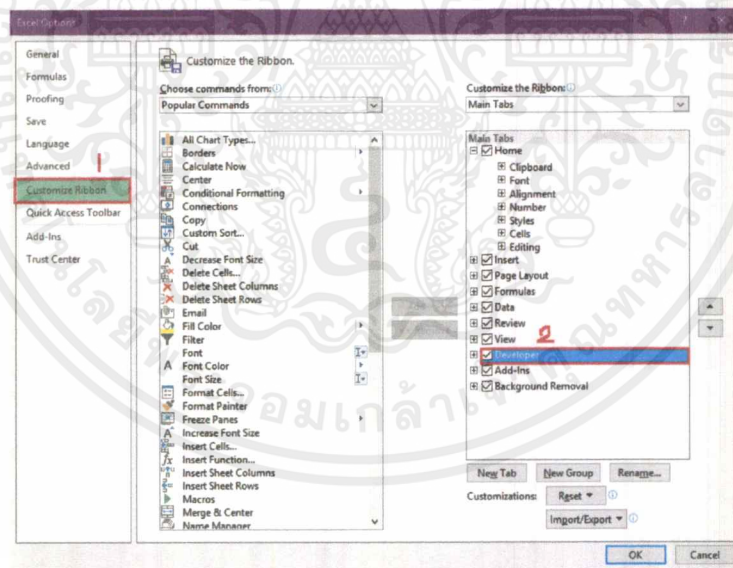 Excel Options
General
Formulas
Proofing
Save
Language
Advanced
Customize Ribbon
Quick Access Toolbar
Add-Ins
Trust Center
1
Customize the Ribbon.
Choose commands from:
Popular Commands
All Chart Types...
Borders
Calculate Now
Center
Conditional Formatting
Connections
Copy
Custom Sort...
Cut
Decrease Font Size
Delete Cells...
Delete Sheet Columns
Delete Sheet Rows
Email
Fill Color
Filter
Font
Font Color
Font Size
Format Cells...
Format Painter
Freeze Panes
Increase Font Size
Insert Cells...
Insert Function...
Insert Sheet Columns
Insert Sheet Rows
Macros
Merge & Center
Name Manager
Customize the Ribbon:
Main Tabs
Main Tabs
Home
Clipboard
Font
Alignment
Number
Styles
Cells
Editing
Insert
Page Layout
Formulas
Data
Review
View
2
Developer
Add-Ins
Background Removal
New Tab
New Group
Rename...
Customizations:
Reset
Import/Export
OK
Cancel